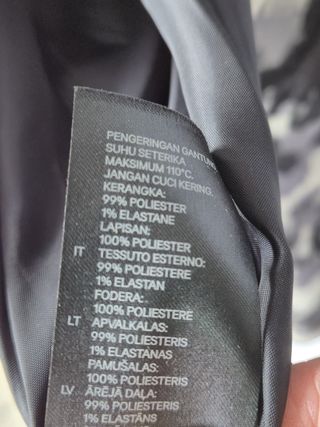 PENGERINGAN GANTUNG
SUHU SETERIKA
MAKSIMUM 110°C.
JANGAN CUCI KERING.
KERANGKA:
99% POLIESTER
1% ELASTANE
LAPISAN:
100% POLIESTER
IT TESSUTO ESTERNO:
99% POLIESTERE
1% ELASTAN
FODERA:
100% POLIESTERE
LT APVALKALAS:
99% POLIESTERIS
1% ELASTANAS
PAMUŠALAS:
100% POLIESTERIS
LV ĀRĒJĀ DAĻA:
99% POLIESTERIS
1% ELASTĀNS